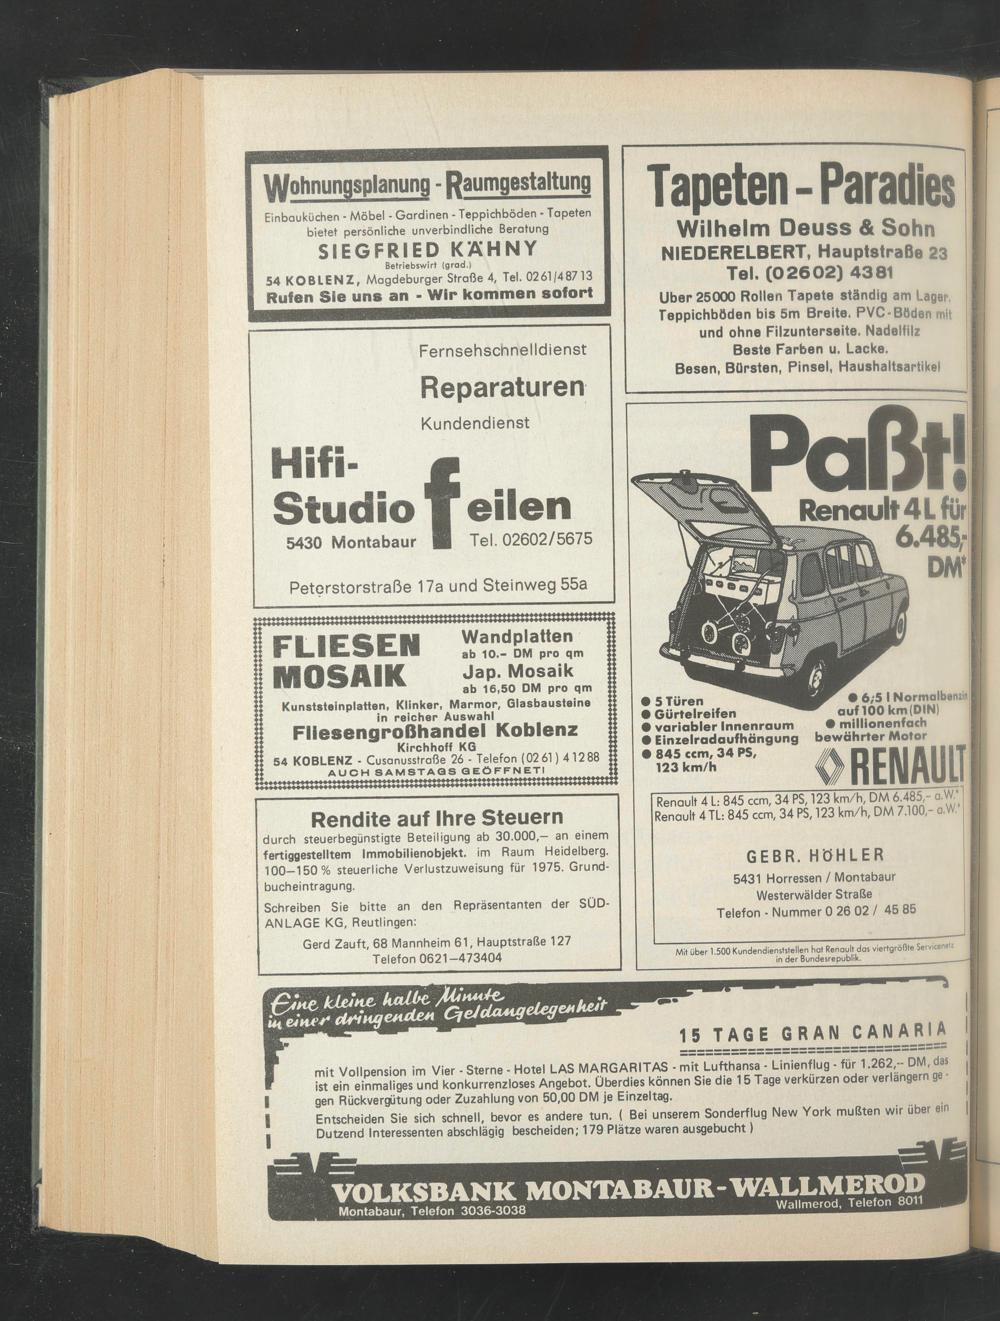 Wohnungsplanung - Raumgestaltung
Einbauküchen - Möbel - Gardinen - Teppichböden - Tapeten
bietet persönliche unverbindliche Beratung
SIEGFRIED KÄHNY
Betriebswirt (grad.)
54 KOBLENZ, Magdeburger Straße 4, Tel. 0261/48713
Rufen Sie uns an - Wir kommen sofort
Fernsehschnelldienst
Reparaturen
Kundendienst
Hifi-
Studio feilen
5430 Montabaur Tel. 02602/5675
Peterstorstraße 17a und Steinweg 55a
FLIESEN
MOSAIK
Wandplatten
ab 10.- DM pro qm
Jap. Mosaik
ab 16,50 DM pro qm
Kunststeinplatten, Klinker, Marmor, Glasbausteine
in reicher Auswahl
Fliesengroßhandel Koblenz
Kirchhoff KG
54 KOBLENZ - Cusanusstraße 26 - Telefon (0261) 41288
AUCH SAMSTAGS GEÖFFNET!
Rendite auf Ihre Steuern
durch steuerbegünstigte Beteiligung ab 30.000,— an einem
fertiggestelltem Immobilienobjekt. im Raum Heidelberg.
100—150 % steuerliche Verlustzuweisung für 1975. Grund-
bucheintragung.
Schreiben Sie bitte an den Repräsentanten der SÜD-
ANLAGE KG, Reutlingen:
Gerd Zauft, 68 Mannheim 61, Hauptstraße 127
Telefon 0621—473404
Tapeten - Paradies
Wilhelm Deuss & Sohn
NIEDERELBERT, Hauptstraße 23
Tel. (02602) 4381
Uber 25000 Rollen Tapete ständig am Lager.
Teppichböden bis 5m Breite. PVC-Böden mit
und ohne Filzunterseite. Nadelfilz
Beste Farben u. Lacke.
Besen, Bürsten, Pinsel, Haushaltsartikel
Paßt!
Renault 4 L für
6.485,-
DM*
● 5 Türen
● Gürtelreifen
● variabler Innenraum
● Einzelradaufhängung
● 845 ccm, 34 PS,
123 km/h
● 6,5 l Normalbenzin
auf 100 km (DIN)
● millionenfach
bewährter Motor
RENAULT
Renault 4 L: 845 ccm, 34 PS, 123 km/h, DM 6.485,- a.W.*
Renault 4 TL: 845 ccm, 34 PS, 123 km/h, DM 7.100,- a.W.*
GEBR. HÖHLER
5431 Horressen / Montabaur
Westerwälder Straße
Telefon - Nummer 0 26 02 / 45 85
Mit über 1.500 Kundendienststellen hat Renault das viertgrößte Servicenetz
in der Bundesrepublik.
Eine kleine halbe Minute
in einer dringenden Geldangelegenheit
15 TAGE GRAN CANARIA
mit Vollpension im Vier - Sterne - Hotel LAS MARGARITAS - mit Lufthansa - Linienflug - für 1.262,-- DM, das
ist ein einmaliges und konkurrenzloses Angebot. Überdies können Sie die 15 Tage verkürzen oder verlängern ge -
gen Rückvergütung oder Zuzahlung von 50,00 DM je Einzeltag.
Entscheiden Sie sich schnell, bevor es andere tun. ( Bei unserem Sonderflug New York mußten wir über ein
Dutzend Interessenten abschlägig bescheiden; 179 Plätze waren ausgebucht )
VOLKSBANK MONTABAUR-WALLMEROD
Montabaur, Telefon 3036-3038 Wallmerod, Telefon 8011